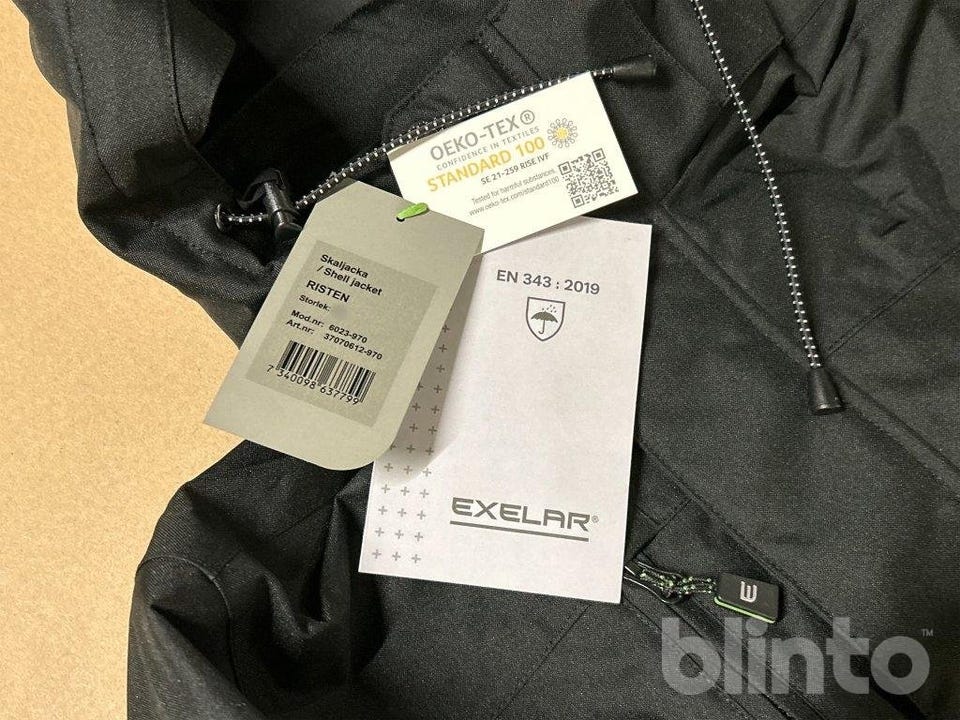 OEKO-TEX®
CONFIDENCE IN TEXTILES
STANDARD 100
SE 21-259 RISE IVF
Tested for harmful substances.
www.oeko-tex.com/standard100
Skaljacka
/ Shell jacket
RISTEN
Storlek:
Mod.nr: 6023-970
Art.nr: 37070612-970
7 340098 637799
EN 343 : 2019
EXELAR®
blinto™